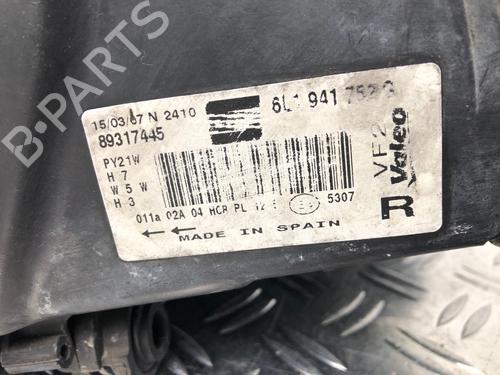 15/03/07 N 2410
89317445
6L1 941
PY21W
H 7
W 5 W
H 3
011a 02A 04 HCR PL 12
5307
MADE IN SPAIN
VF2
Valeo
R
B-PARTS